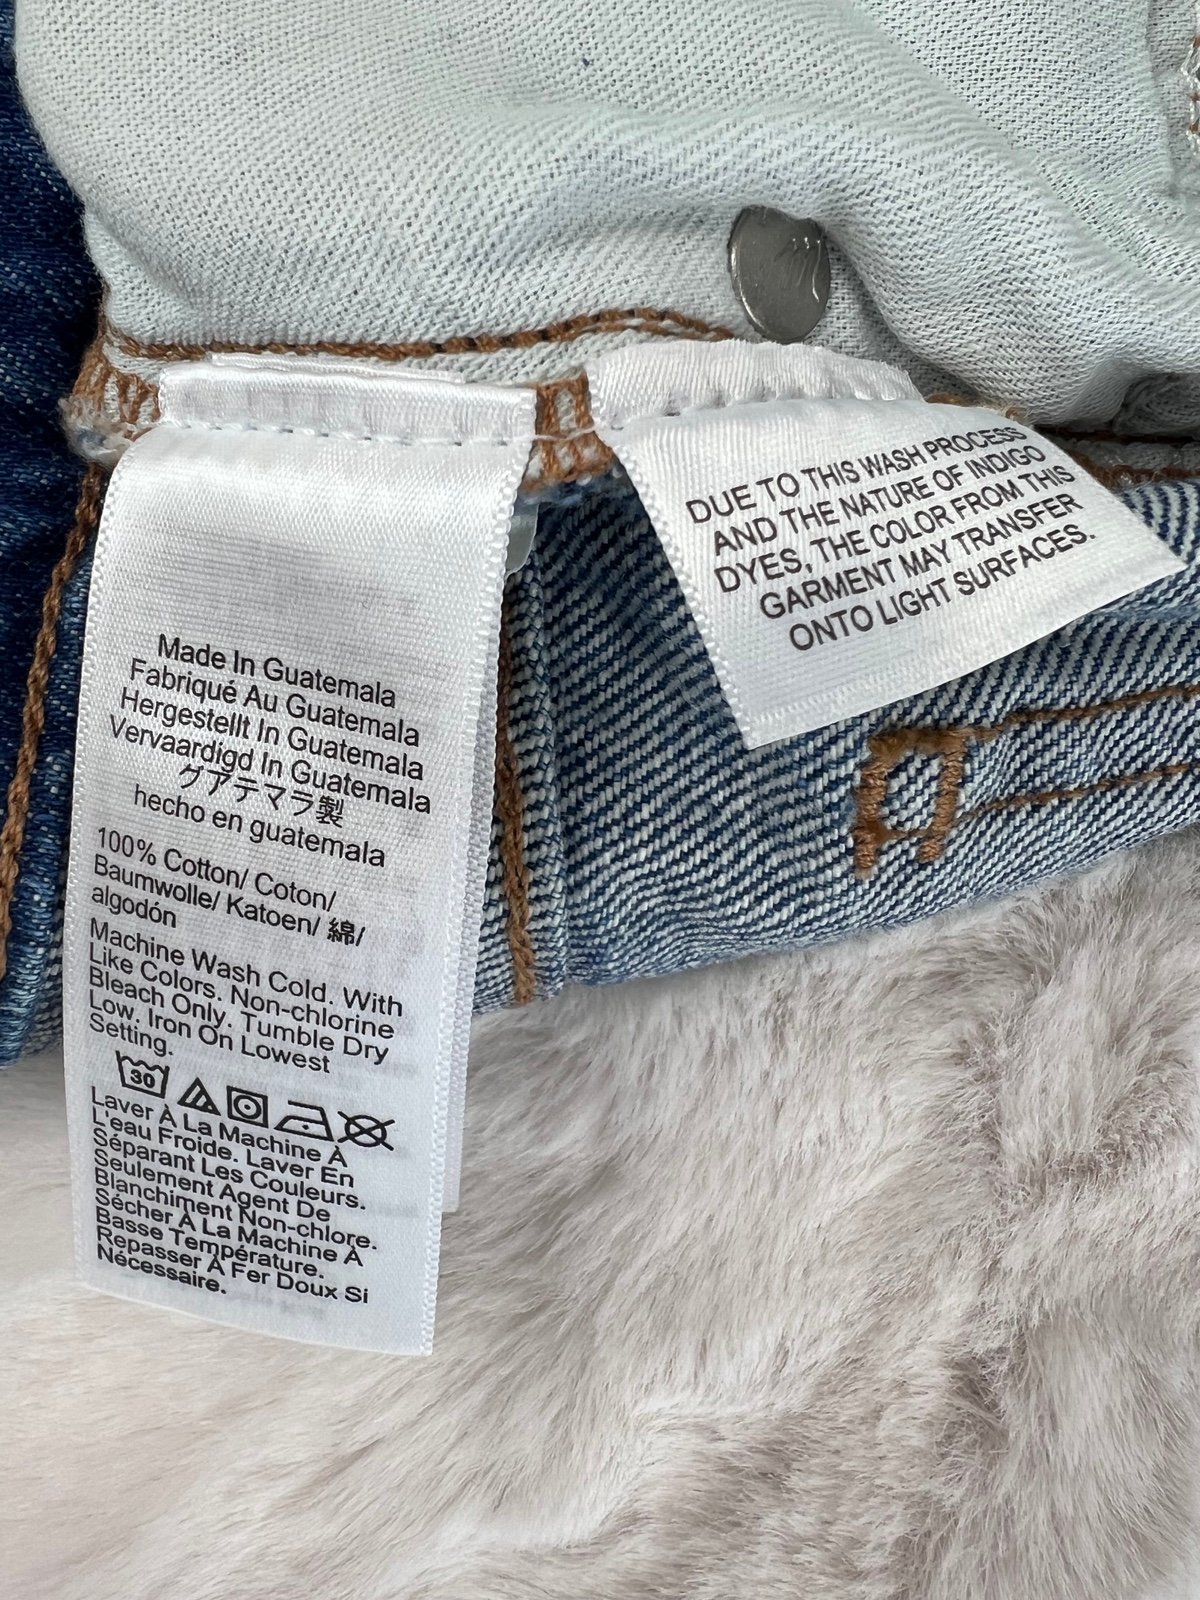 Made In Guatemala
Fabriqué Au Guatemala
Hergestellt In Guatemala
Vervaardigd In Guatemala
グアテマラ製
hecho en guatemala
100% Cotton/ Coton/
Baumwolle/ Katoen/ 綿/
algodón
Machine Wash Cold. With
Like Colors. Non-chlorine
Bleach Only. Tumble Dry
Low. Iron On Lowest
Setting.
30
Laver À La Machine À
L'eau Froide. Laver En
Séparant Les Couleurs.
Seulement Agent De
Blanchiment Non-chlore.
Sécher À La Machine À
Basse Température.
Repasser À Fer Doux Si
Nécessaire.
DUE TO THIS WASH PROCESS
AND THE NATURE OF INDIGO
DYES, THE COLOR FROM THIS
GARMENT MAY TRANSFER
ONTO LIGHT SURFACES.